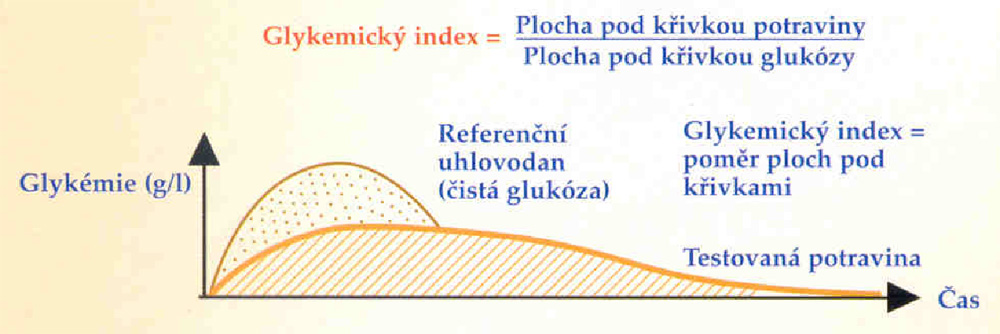 Glykemický index = Plocha pod křivkou potraviny
Plocha pod křivkou glukózy
Referenční
uhlovodan
(čistá glukóza)
Glykemický index =
poměr ploch pod
křivkami
Glykémie (g/l)
Testovaná potravina
Čas